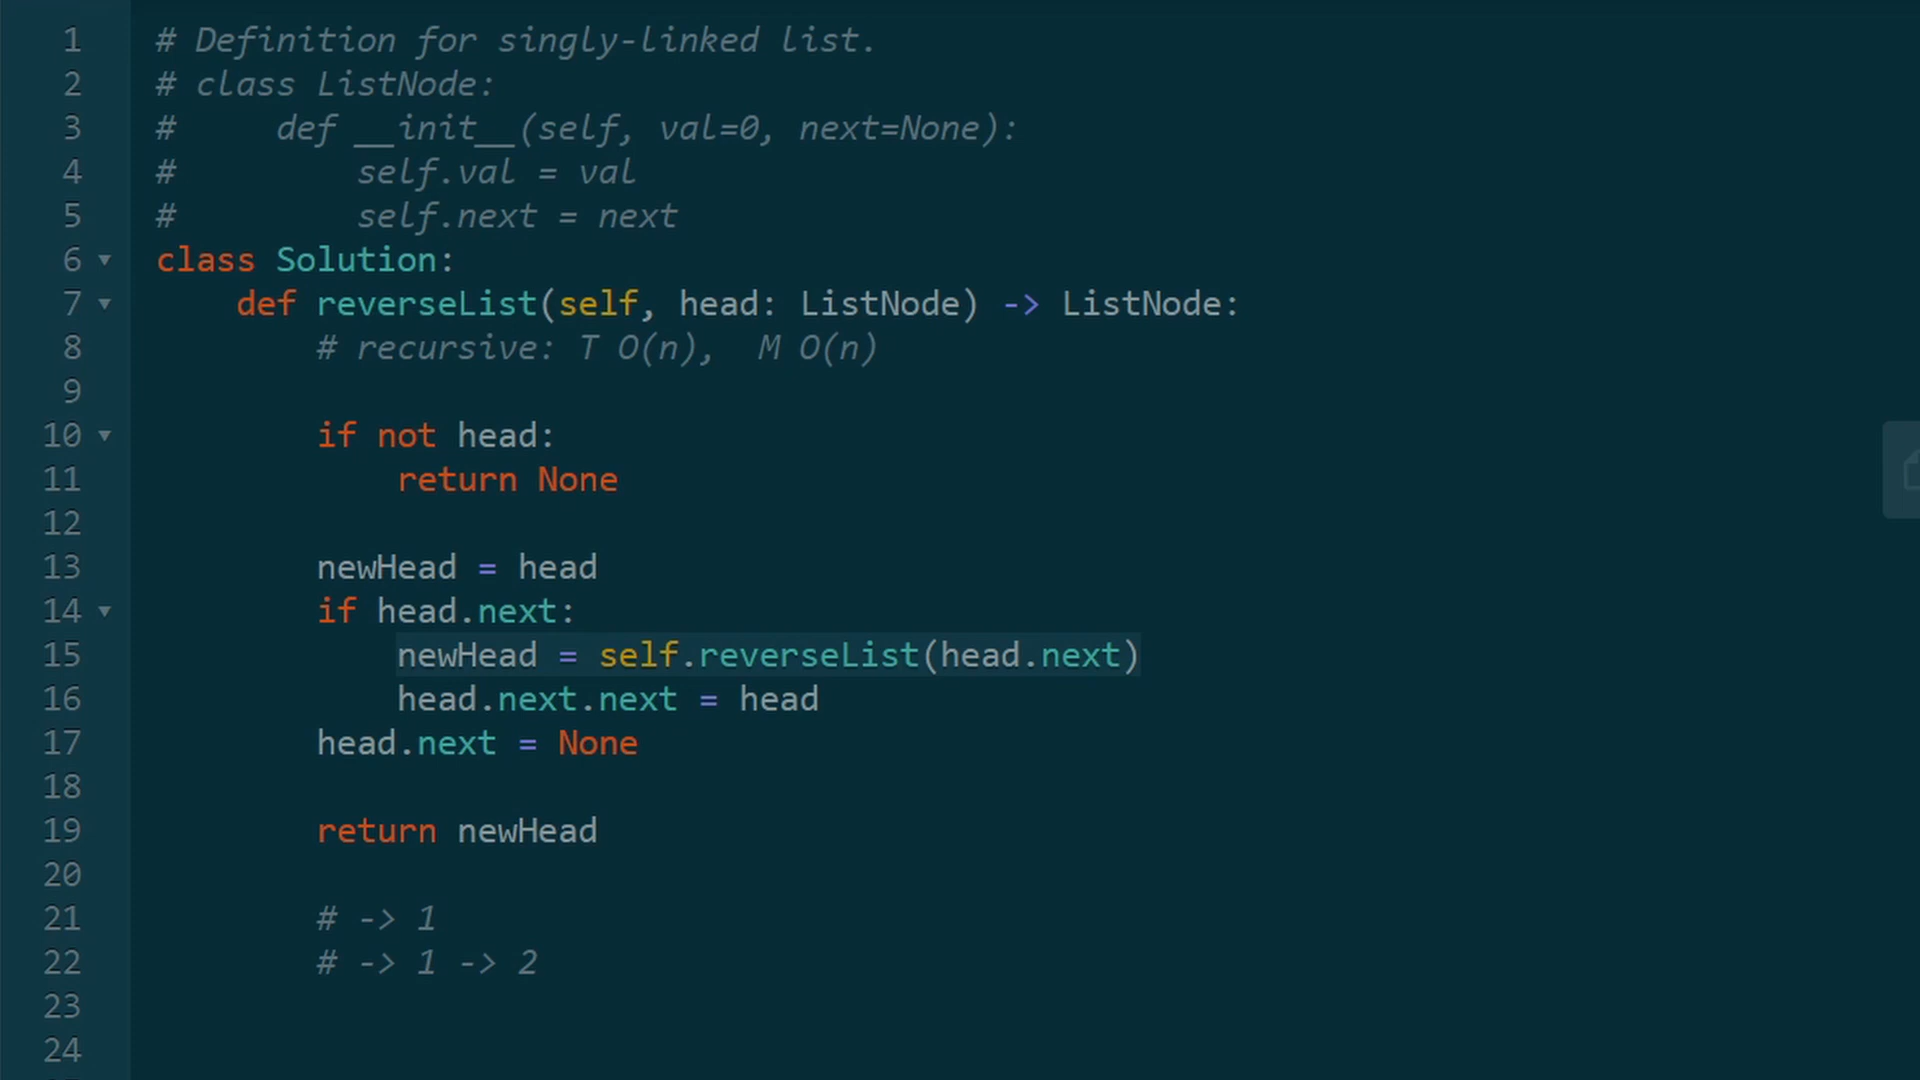 1 # Definition for singly-linked list.
2 # class ListNode:
3 #     def __init__(self, val=0, next=None):
4 #         self.val = val
5 #         self.next = next
6 class Solution:
7     def reverseList(self, head: ListNode) -> ListNode:
8         # recursive: T O(n),  M O(n)
9
10         if not head:
11             return None
12
13         newHead = head
14         if head.next:
15             newHead = self.reverseList(head.next)
16             head.next.next = head
17         head.next = None
18
19         return newHead
20
21         # -> 1
22         # -> 1 -> 2
23
24